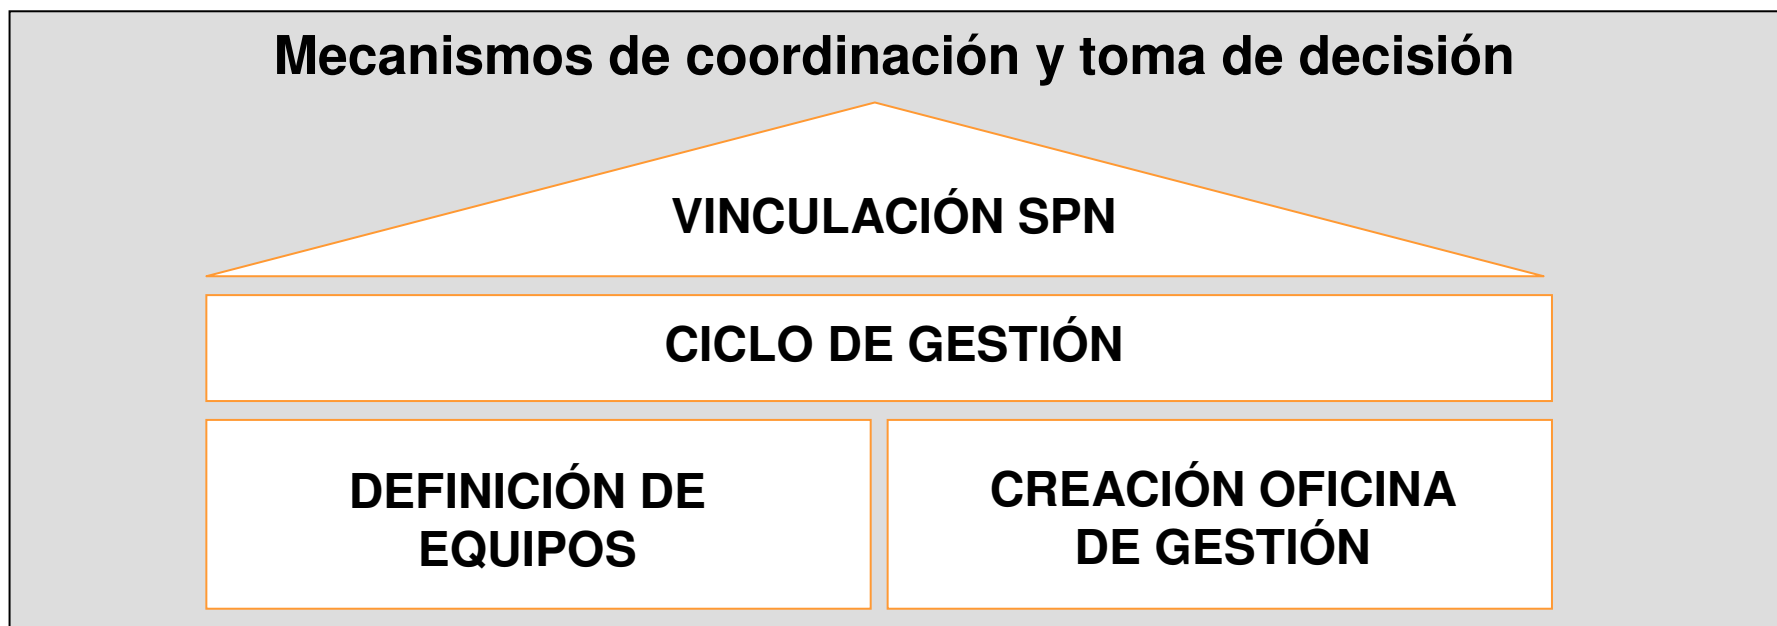 Mecanismos de coordinación y toma de decisión
VINCULACIÓN SPN
CICLO DE GESTIÓN
DEFINICIÓN DE
EQUIPOS
CREACIÓN OFICINA
DE GESTIÓN